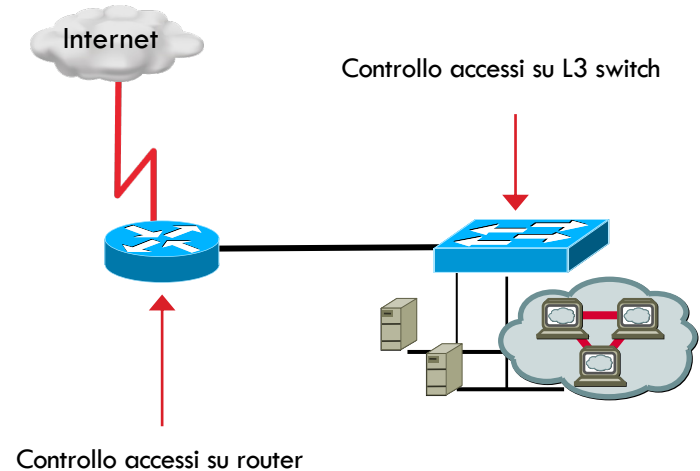 Internet
Controllo accessi su L3 switch
Controllo accessi su router